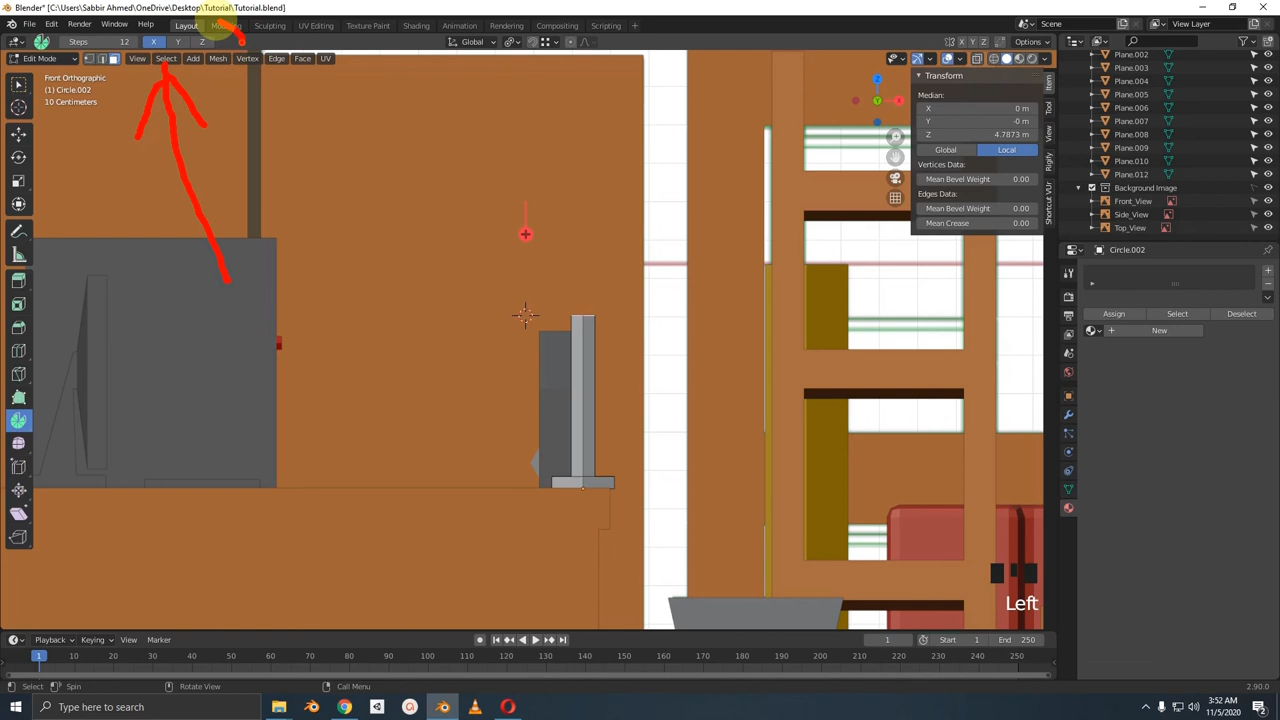 Blender* [C:\Users\Sabbir Ahmed\OneDrive\Desktop\Tutorial\Tutorial.blend]
File Edit Render Window Help Layout Sculpting UV Editing Texture Paint Shading Animation Rendering Compositing Scripting + Scene View Layer
Steps 12 X Y Z Global X Y Z Options
Edit Mode View Select Add Mesh Vertex Edge Face UV
Front Orthographic
(1) Circle.002
10 Centimeters
Transform
Median:
X 0 m
Y -0 m
Z 4.7873 m
Global Local
Vertices Data:
Mean Bevel Weight 0.00
Edges Data:
Mean Bevel Weight 0.00
Mean Crease 0.00
Item
Tool
View
Rigify
Shortcut VUr
X
Z
Plane.002
Plane.003
Plane.004
Plane.005
Plane.006
Plane.007
Plane.008
Plane.009
Plane.010
Plane.012
Background Image
Front_View
Side_View
Top_View
Circle.002
Assign Select Deselect
New
Left
Playback Keying View Marker 1 Start 1 End 250
1 10 20 30 40 50 60 70 80 90 100 110 120 130 140 150 160 170 180 190 200 210 220 230 240 250
Select Spin Rotate View Call Menu 2.90.0
Type here to search
3:52 AM
11/5/2020
2